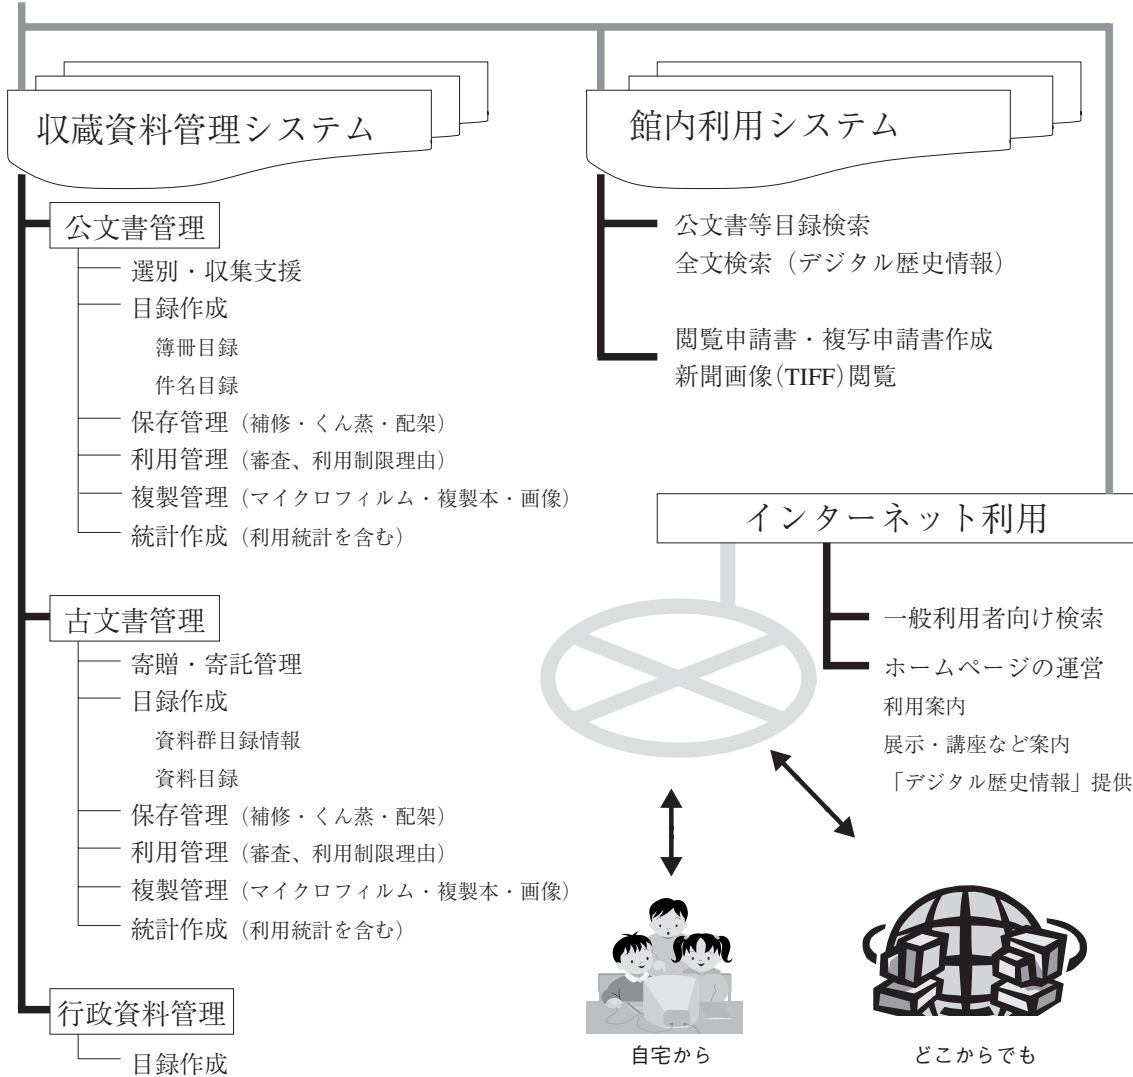 収蔵資料管理システム
公文書管理
選別・収集支援
目録作成
簿冊目録
件名目録
保存管理（補修・くん蒸・配架）
利用管理（審査、利用制限理由）
複製管理（マイクロフィルム・複製本・画像）
統計作成（利用統計を含む）
古文書管理
寄贈・寄託管理
目録作成
資料群目録情報
資料目録
保存管理（補修・くん蒸・配架）
利用管理（審査、利用制限理由）
複製管理（マイクロフィルム・複製本・画像）
統計作成（利用統計を含む）
行政資料管理
目録作成
館内利用システム
公文書等目録検索
全文検索（デジタル歴史情報）
閲覧申請書・複写申請書作成
新聞画像(TIFF)閲覧
インターネット利用
一般利用者向け検索
ホームページの運営
利用案内
展示・講座など案内
「デジタル歴史情報」提供
自宅から
どこからでも